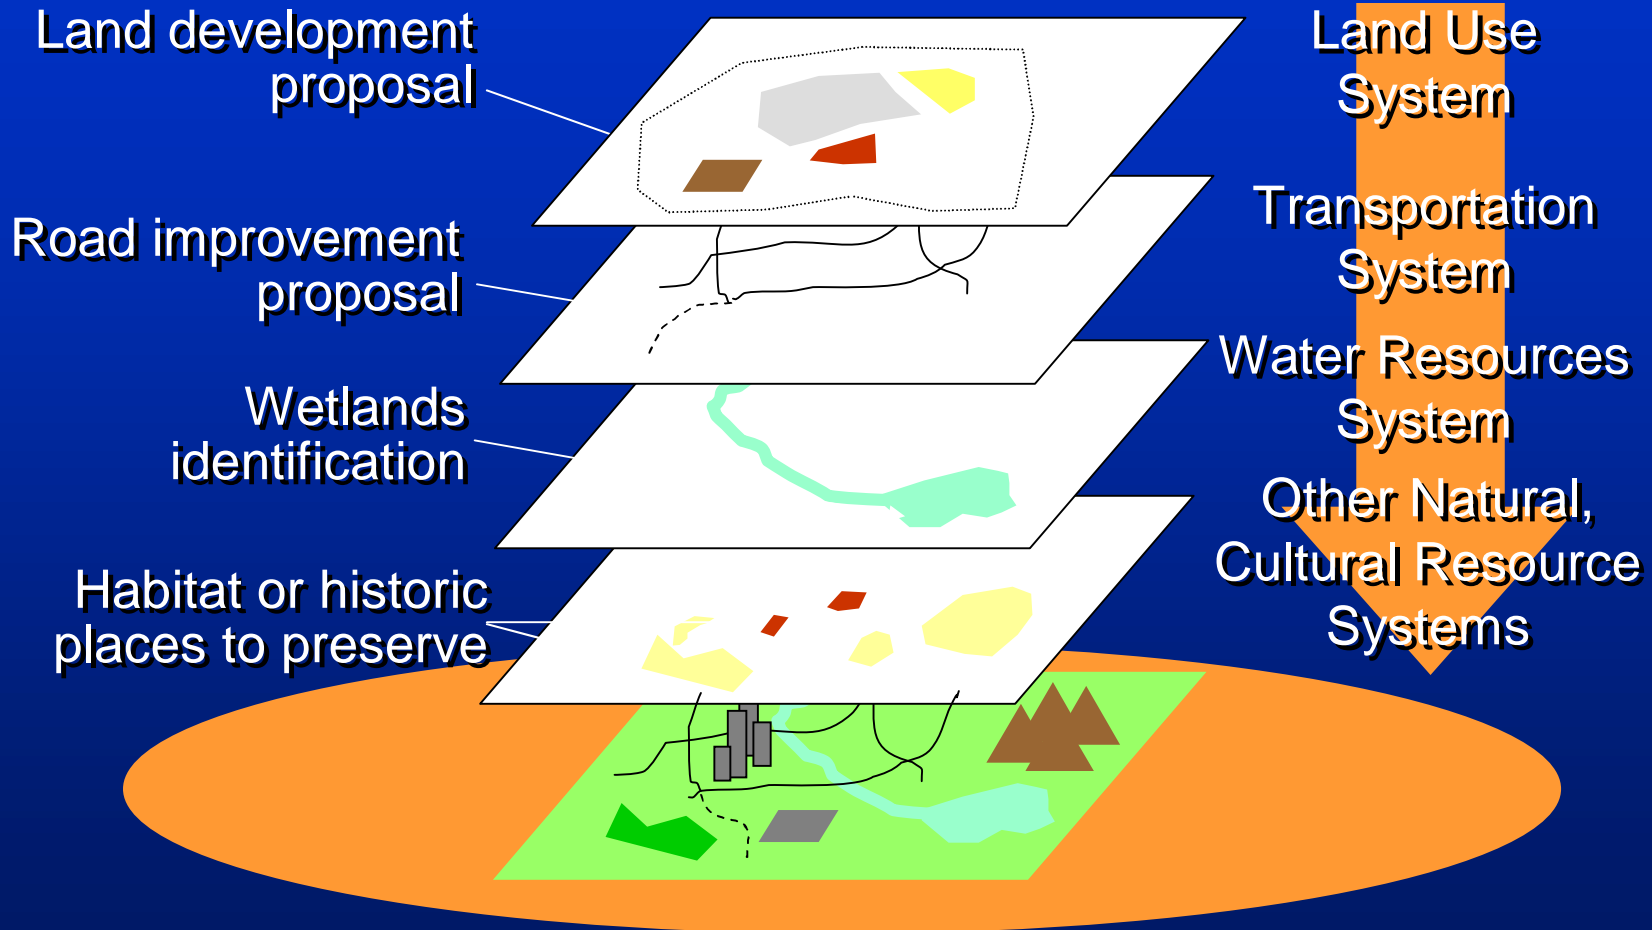 Land development
proposal
Land Use
System
Road improvement
proposal
Transportation
System
Wetlands
identification
Water Resources
System
Habitat or historic
places to preserve
Other Natural,
Cultural Resource
Systems